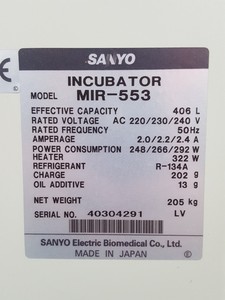 CE
SANYO
INCUBATOR
MODEL MIR-553
EFFECTIVE CAPACITY 406 L
RATED VOLTAGE AC 220/230/240 V
RATED FREQUENCY 50Hz
AMPERAGE 2.0/2.2/2.4 A
POWER CONSUMPTION 248/266/292 W
HEATER 322 W
REFRIGERANT R-134A
CHARGE 202 g
OIL ADDITIVE 13 g
NET WEIGHT 205 kg
SERIAL NO. 40304291 LV
SANYO Electric Biomedical Co., Ltd.
MADE IN JAPAN ©